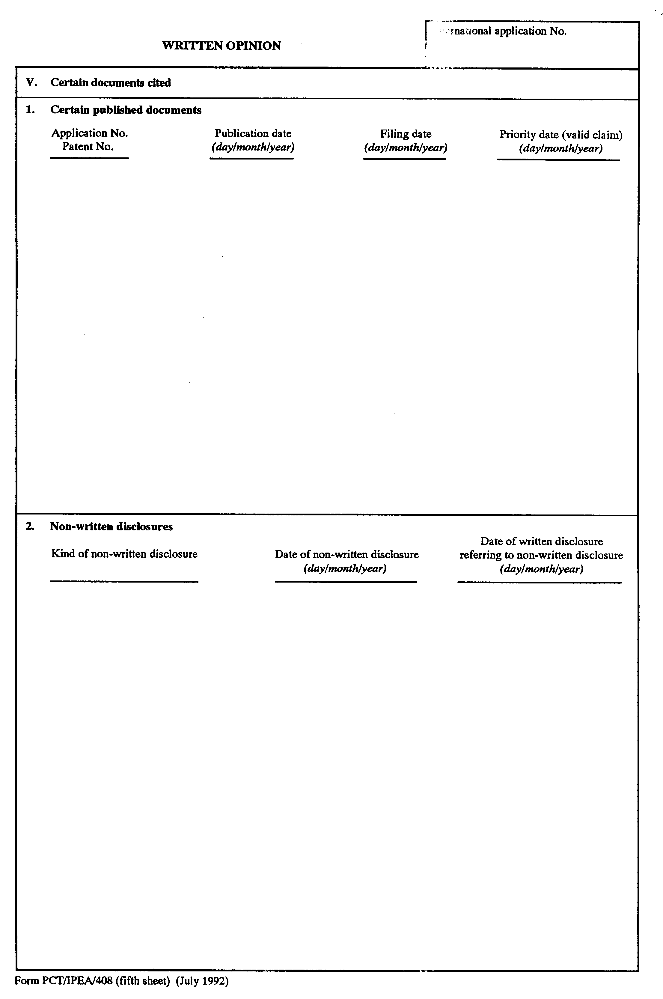 International application No.
WRITTEN OPINION
V. Certain documents cited
1. Certain published documents
Application No.
Patent No.
Publication date
(day/month/year)
Filing date
(day/month/year)
Priority date (valid claim)
(day/month/year)
2. Non-written disclosures
Kind of non-written disclosure
Date of non-written disclosure
(day/month/year)
Date of written disclosure
referring to non-written disclosure
(day/month/year)
Form PCT/IPEA/408 (fifth sheet) (July 1992)